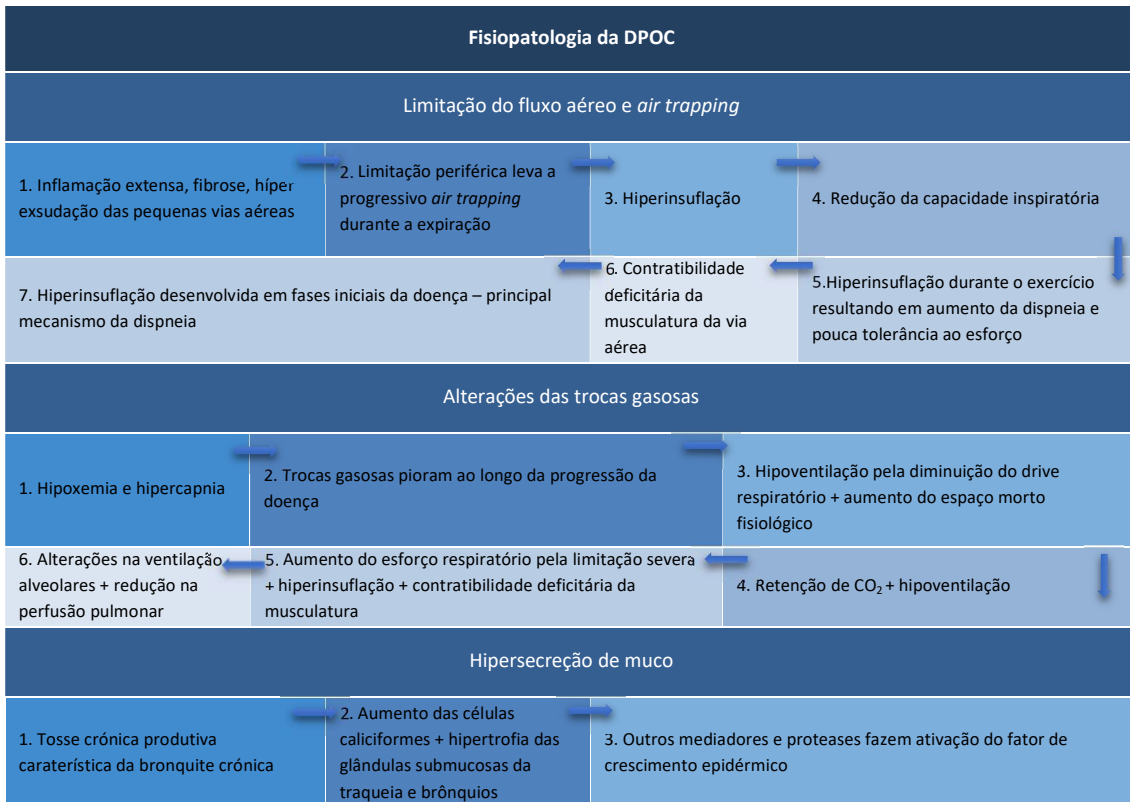 Fisiopatologia da DPOC
Limitação do fluxo aéreo e air trapping
1. Inflamação extensa, fibrose, híper
exsudação das pequenas vias aéreas
2. Limitação periférica leva a
progressivo air trapping
durante a expiração
3. Hiperinsuflação
4. Redução da capacidade inspiratória
5.Hiperinsuflação durante o exercício
resultando em aumento da dispneia e
pouca tolerância ao esforço
6. Contratibilidade
deficitária da
musculatura da via
aérea
7. Hiperinsuflação desenvolvida em fases iniciais da doença – principal
mecanismo da dispneia
Alterações das trocas gasosas
1. Hipoxemia e hipercapnia
2. Trocas gasosas pioram ao longo da progressão da
doença
3. Hipoventilação pela diminuição do drive
respiratório + aumento do espaço morto
fisiológico
4. Retenção de CO₂ + hipoventilação
5. Aumento do esforço respiratório pela limitação severa
+ hiperinsuflação + contratibilidade deficitária da
musculatura
6. Alterações na ventilação
alveolares + redução na
perfusão pulmonar
Hipersecreção de muco
1. Tosse crónica produtiva
caraterística da bronquite crónica
2. Aumento das células
caliciformes + hipertrofia das
glândulas submucosas da
traqueia e brônquios
3. Outros mediadores e proteases fazem ativação do fator de
crescimento epidérmico